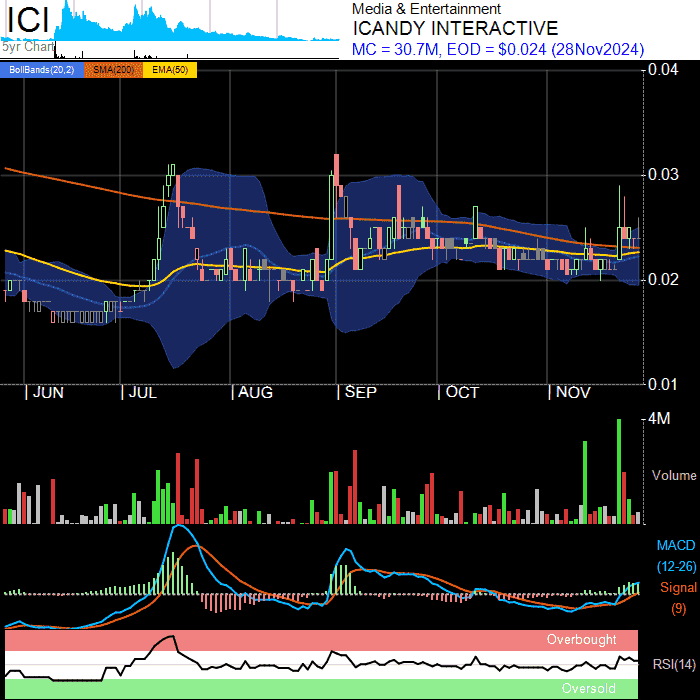 ICI
5yr Chart
Media & Entertainment
ICANDY INTERACTIVE
MC = 30.7M, EOD = $0.024 (28Nov2024)
BollBands(20,2) SMA(200) EMA(50)
0.04
0.03
0.02
0.01
JUN JUL AUG SEP OCT NOV
4M
Volume
MACD
(12-26)
Signal
(9)
Overbought
RSI(14)
Oversold